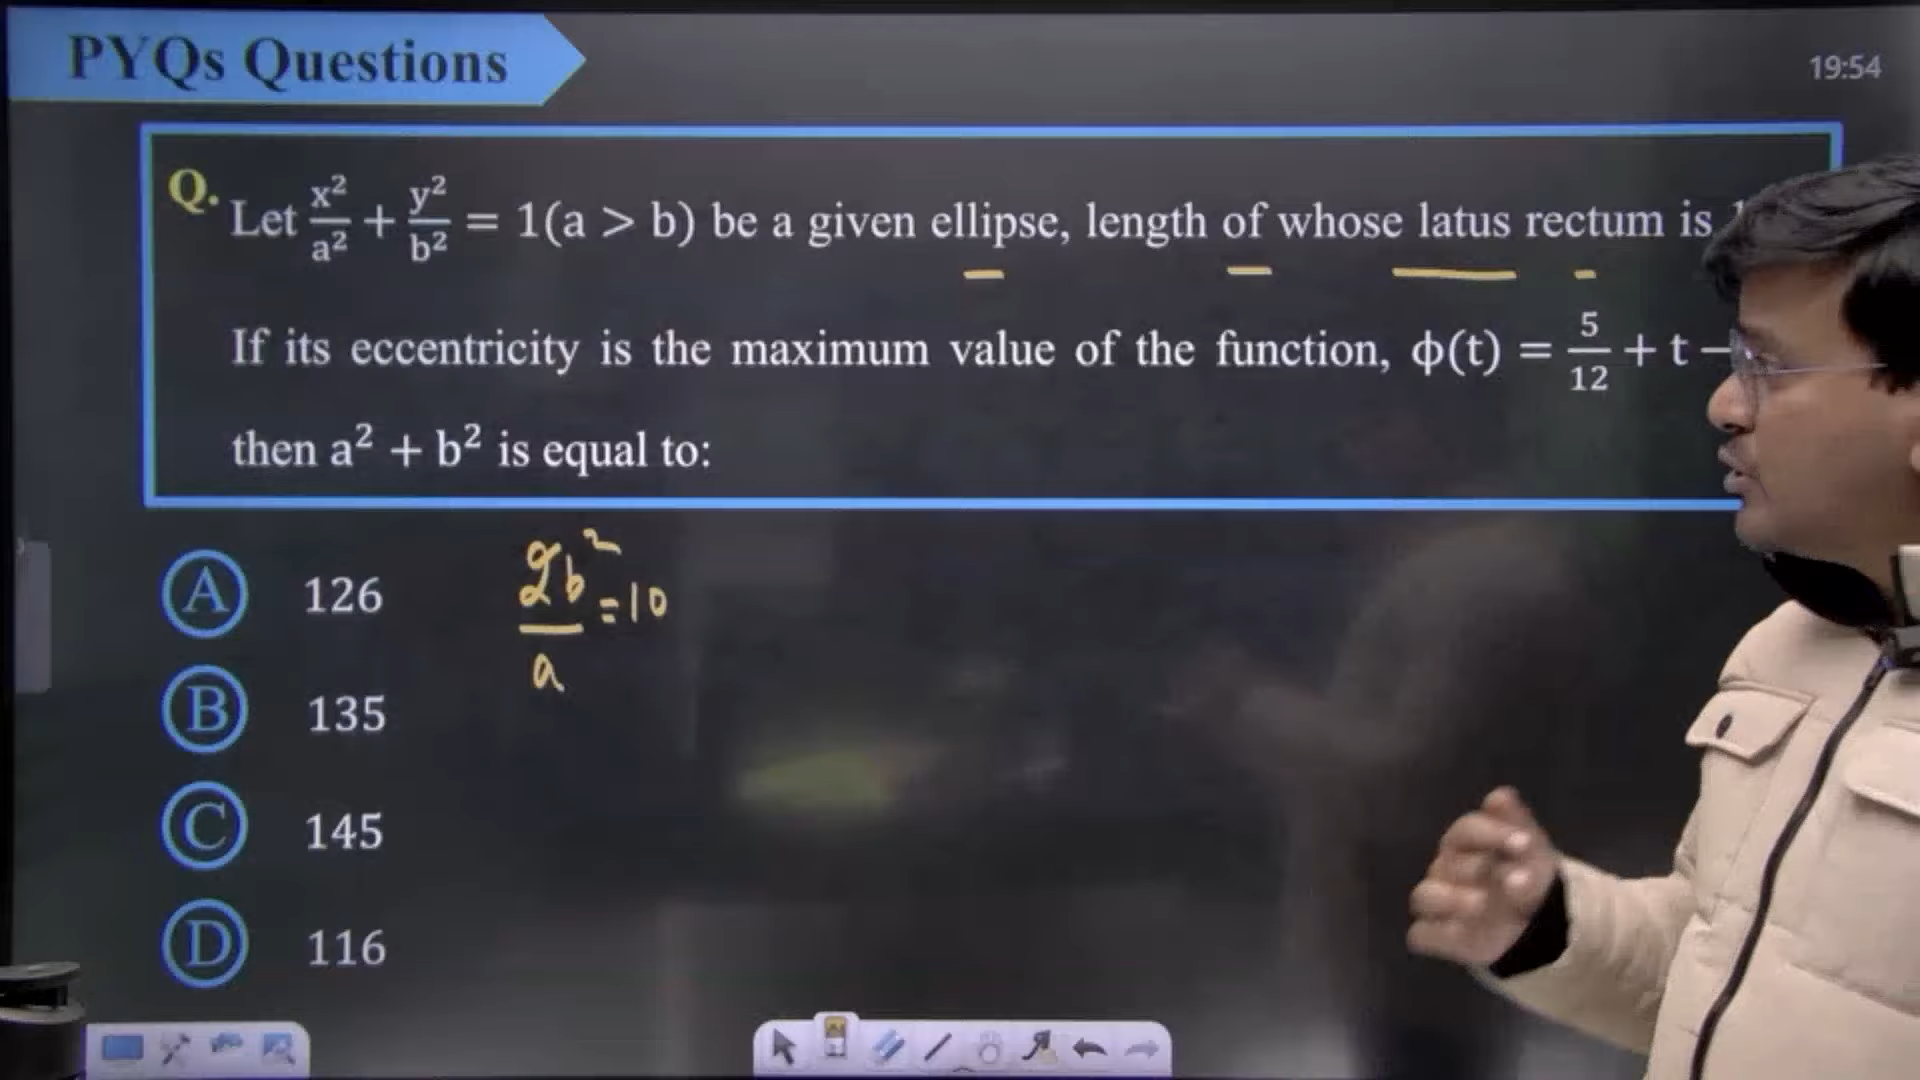 PYQs Questions
19:54
Q. Let x²/a² + y²/b² = 1(a > b) be a given ellipse, length of whose latus rectum is
If its eccentricity is the maximum value of the function, ϕ(t) = 5/12 + t −
then a² + b² is equal to:
A 126
2b²/a = 10
B 135
C 145
D 116